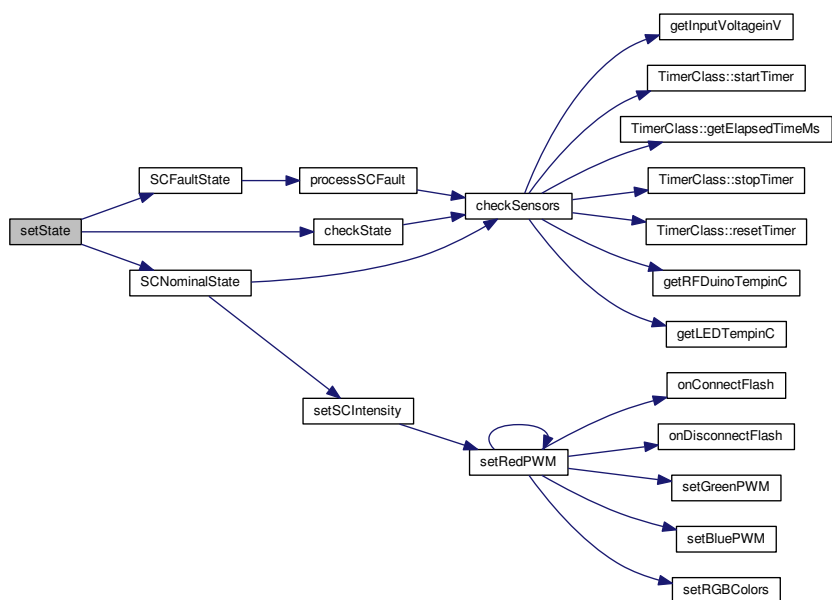 getInputVoltageinV
TimerClass::startTimer
TimerClass::getElapsedTimeMs
SCFaultState
processSCFault
TimerClass::stopTimer
checkSensors
setState
checkState
TimerClass::resetTimer
SCNominalState
getRFDuinoTempinC
getLEDTempinC
onConnectFlash
setSCIntensity
onDisconnectFlash
setRedPWM
setGreenPWM
setBluePWM
setRGBColors